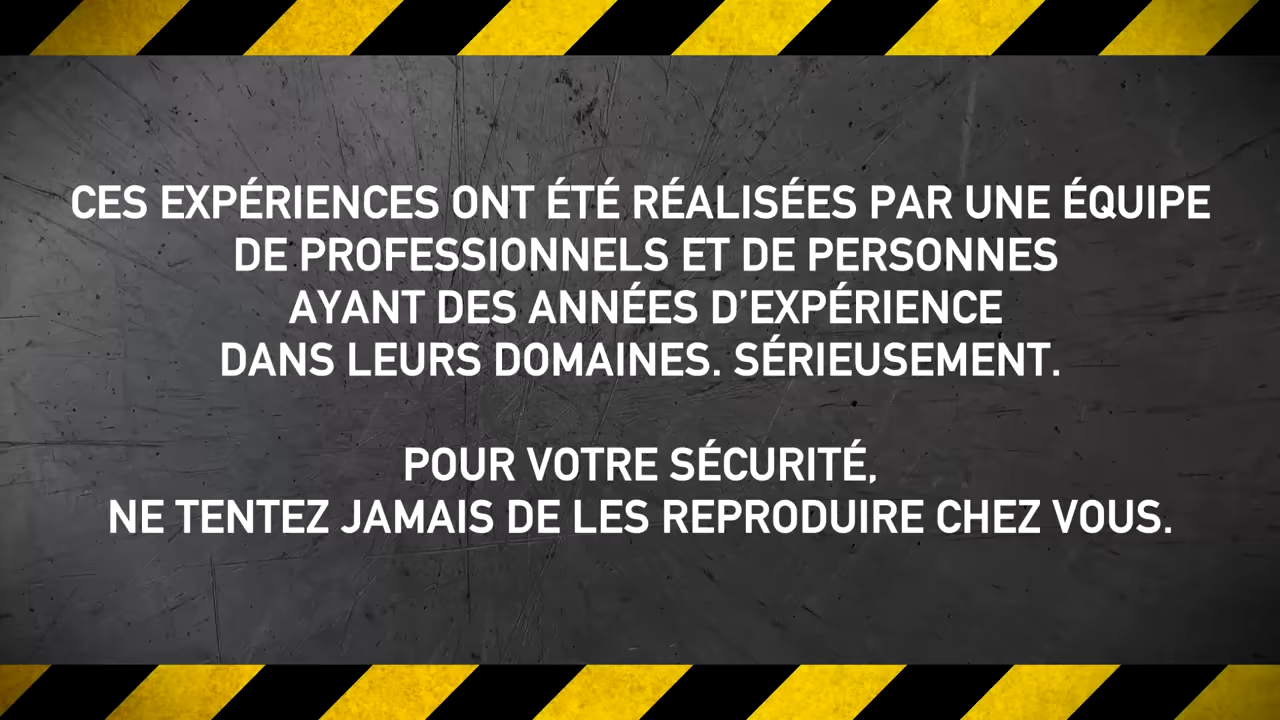 CES EXPÉRIENCES ONT ÉTÉ RÉALISÉES PAR UNE ÉQUIPE
DE PROFESSIONNELS ET DE PERSONNES
AYANT DES ANNÉES D’EXPÉRIENCE
DANS LEURS DOMAINES. SÉRIEUSEMENT.
POUR VOTRE SÉCURITÉ,
NE TENTEZ JAMAIS DE LES REPRODUIRE CHEZ VOUS.